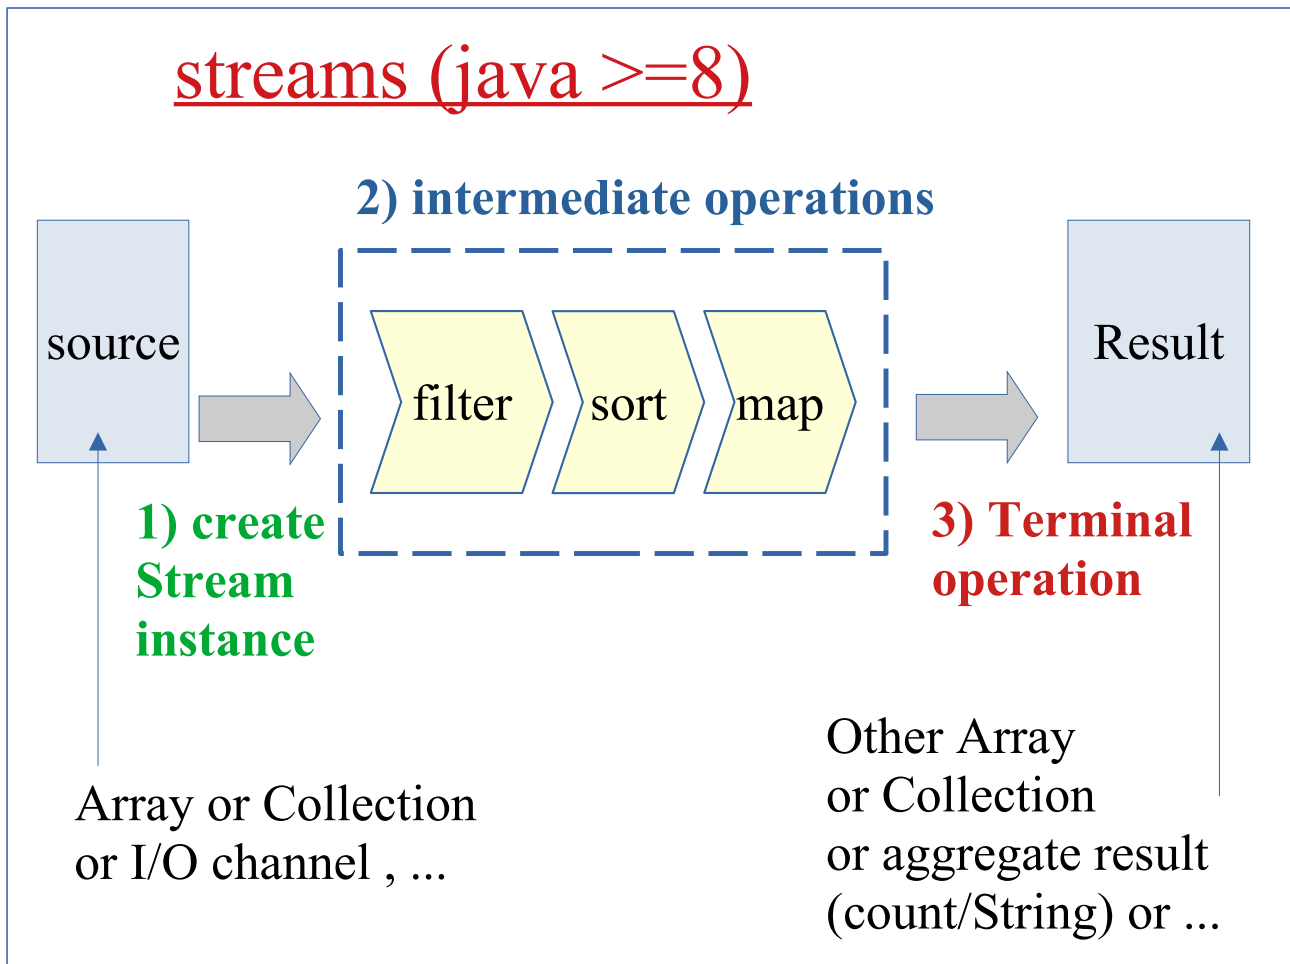 streams (java >=8)
2) intermediate operations
source
filter
sort
map
Result
1) create
Stream
instance
3) Terminal
operation
Array or Collection
or I/O channel , ...
Other Array
or Collection
or aggregate result
(count/String) or ...